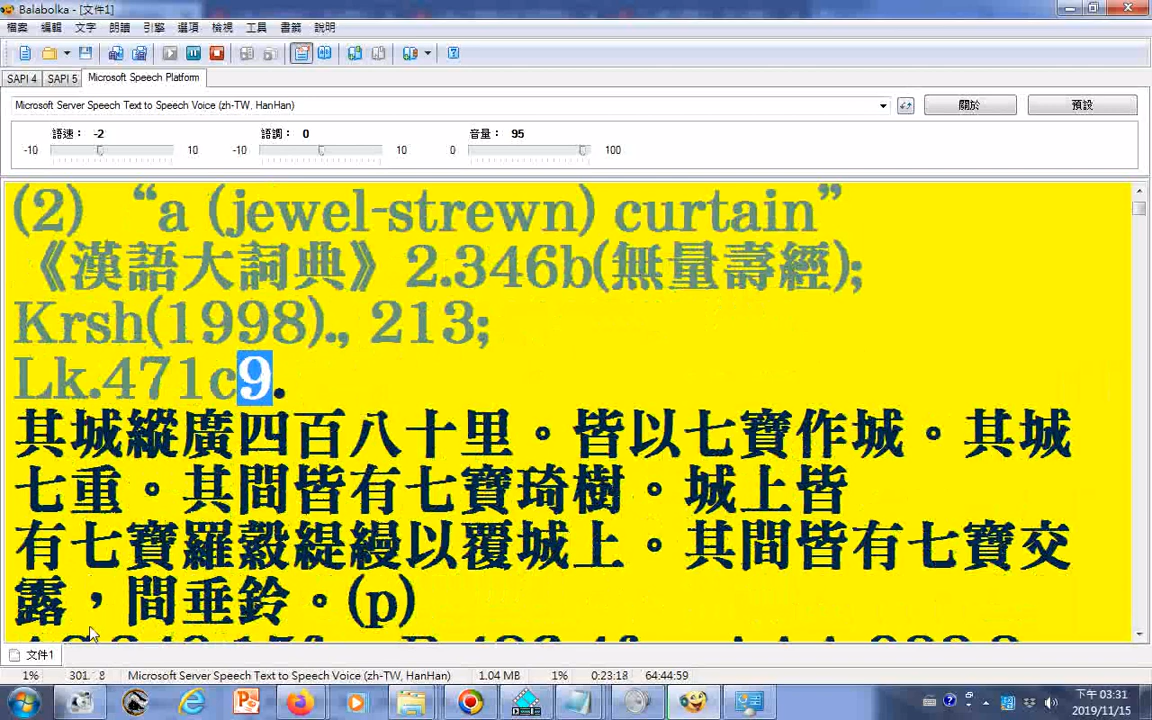 Balabolka - [文件1]
檔案 編輯 文字 朗讀 引擎 選項 檢視 工具 書籤 說明
SAPI 4 SAPI 5 Microsoft Speech Platform
Microsoft Server Speech Text to Speech Voice (zh-TW, HanHan)
關於 預設
語速： -2 語調： 0 音量： 95
-10 10 -10 10 0 100
(2) “a (jewel-strewn) curtain”
《漢語大詞典》2.346b(無量壽經);
Krsh(1998)., 213;
Lk.471c9.
其城縱廣四百八十里。皆以七寶作城。其城
七重。其間皆有七寶琦樹。城上皆
有七寶羅縠緹縵以覆城上。其間皆有七寶交
露，間垂鈴。(p)
文件1
1% Microsoft Server Speech Text to Speech Voice (zh-TW, HanHan) 1.04 MB 1% 0:23:18 64:44:59
下午 03:31
2019/11/15